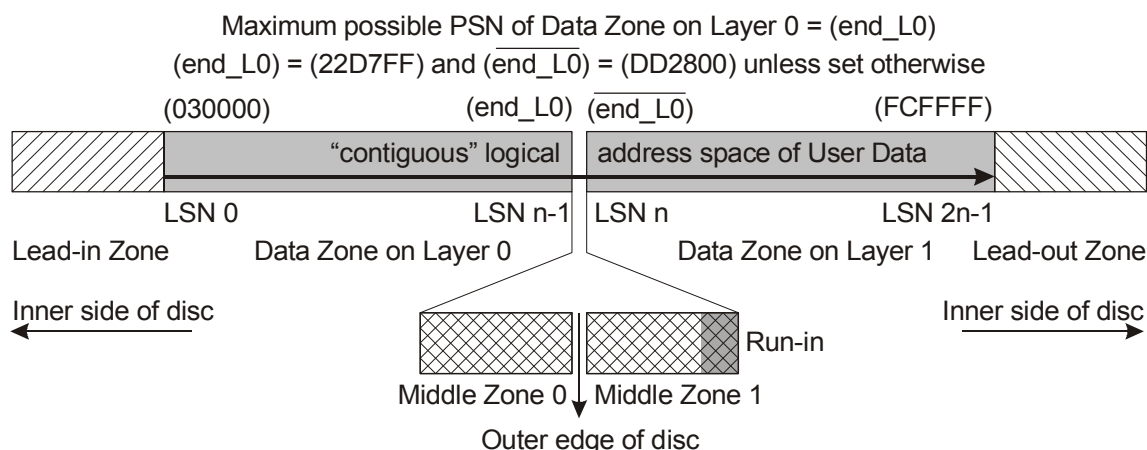 Maximum possible PSN of Data Zone on Layer 0 = (end_L0)
(end_L0) = (22D7FF) and (end_L0) = (DD2800) unless set otherwise
(030000) (end_L0) (end_L0) (FCFFFF)
“contiguous” logical address space of User Data
LSN 0 LSN n-1 LSN n LSN 2n-1
Lead-in Zone Data Zone on Layer 0 Data Zone on Layer 1 Lead-out Zone
Inner side of disc Inner side of disc
Run-in
Middle Zone 0 Middle Zone 1
Outer edge of disc